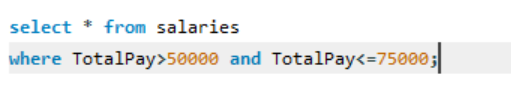 select * from salaries
where TotalPay>50000 and TotalPay<=75000;